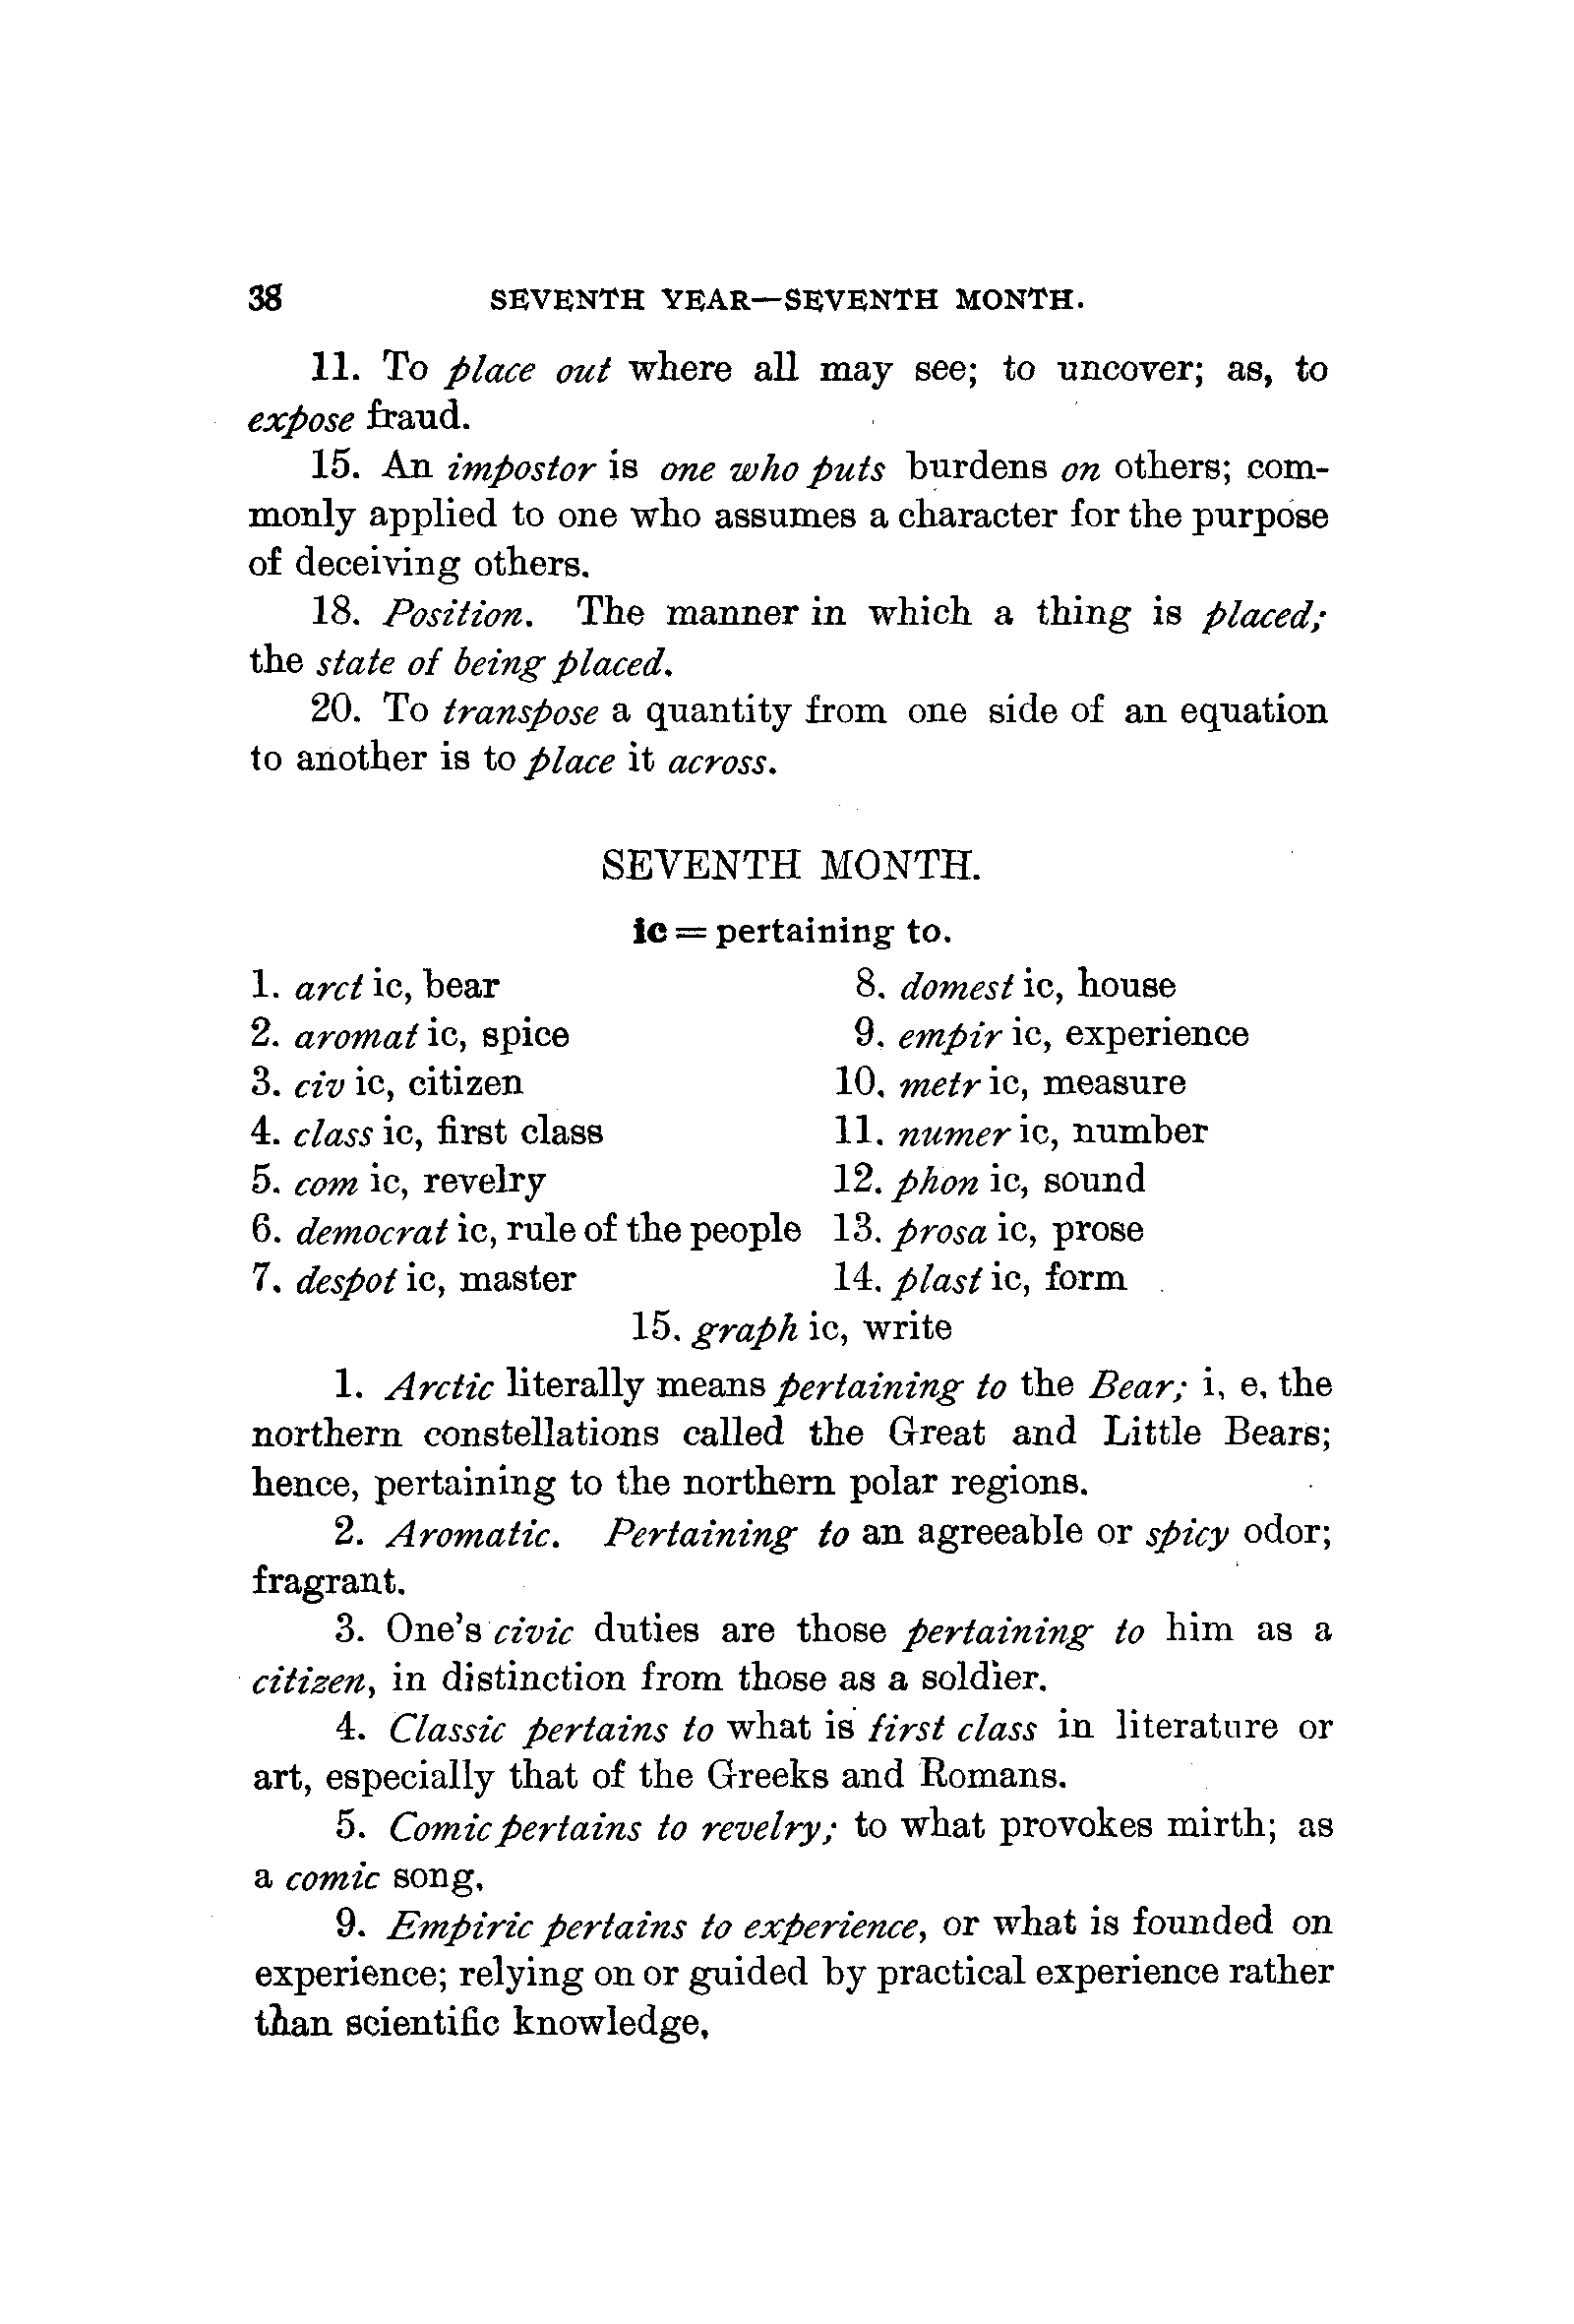 38 SEVENTH YEAR—SEVENTH MONTH.
11. To place out where all may see; to uncover; as, to
expose fraud.
15. An impostor is one who puts burdens on others; com-
monly applied to one who assumes a character for the purpose
of deceiving others.
18. Position. The manner in which a thing is placed;
the state of being placed.
20. To transpose a quantity from one side of an equation
to another is to place it across.
SEVENTH MONTH.
ic = pertaining to.
1. arct ic, bear
2. aromat ic, spice
3. civ ic, citizen
4. class ic, first class
5. com ic, revelry
6. democrat ic, rule of the people
7. despot ic, master
8. domest ic, house
9. empir ic, experience
10. metr ic, measure
11. numer ic, number
12. phon ic, sound
13. prosa ic, prose
14. plast ic, form
15. graph ic, write
1. Arctic literally means pertaining to the Bear; i, e, the
northern constellations called the Great and Little Bears;
hence, pertaining to the northern polar regions.
2. Aromatic. Pertaining to an agreeable or spicy odor;
fragrant.
3. One's civic duties are those pertaining to him as a
citizen, in distinction from those as a soldier.
4. Classic pertains to what is first class in literature or
art, especially that of the Greeks and Romans.
5. Comic pertains to revelry; to what provokes mirth; as
a comic song,
9. Empiric pertains to experience, or what is founded on
experience; relying on or guided by practical experience rather
than scientific knowledge,